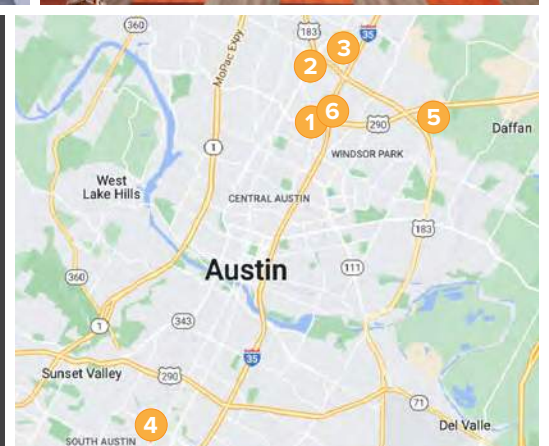 360
183
3
35
MoPac Expy
2
6
1
290
5
Daffan
1
WINDSOR PARK
West
Lake Hills
CENTRAL AUSTIN
183
Austin
111
360
1
343
35
Sunset Valley
290
71
4
Del Valle
SOUTH AUSTIN